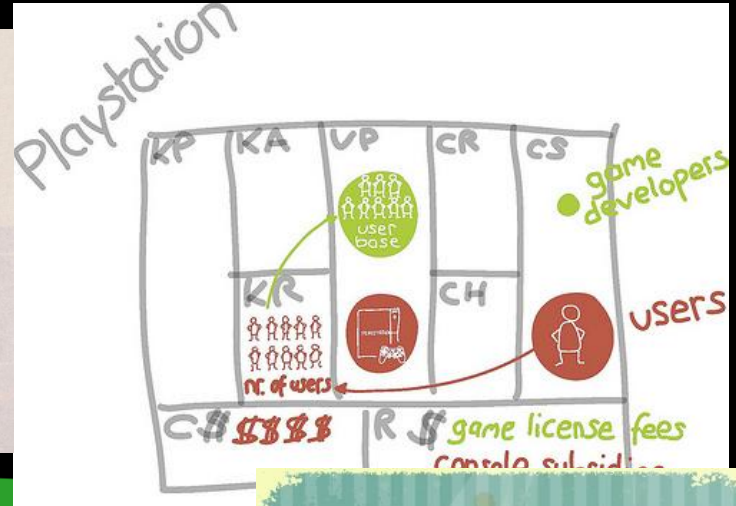 Playstation
KP KA VP CR CS
game
developers
user
base
KR
CH
users
nr. of users
C$ $$$$
R $ game license fees